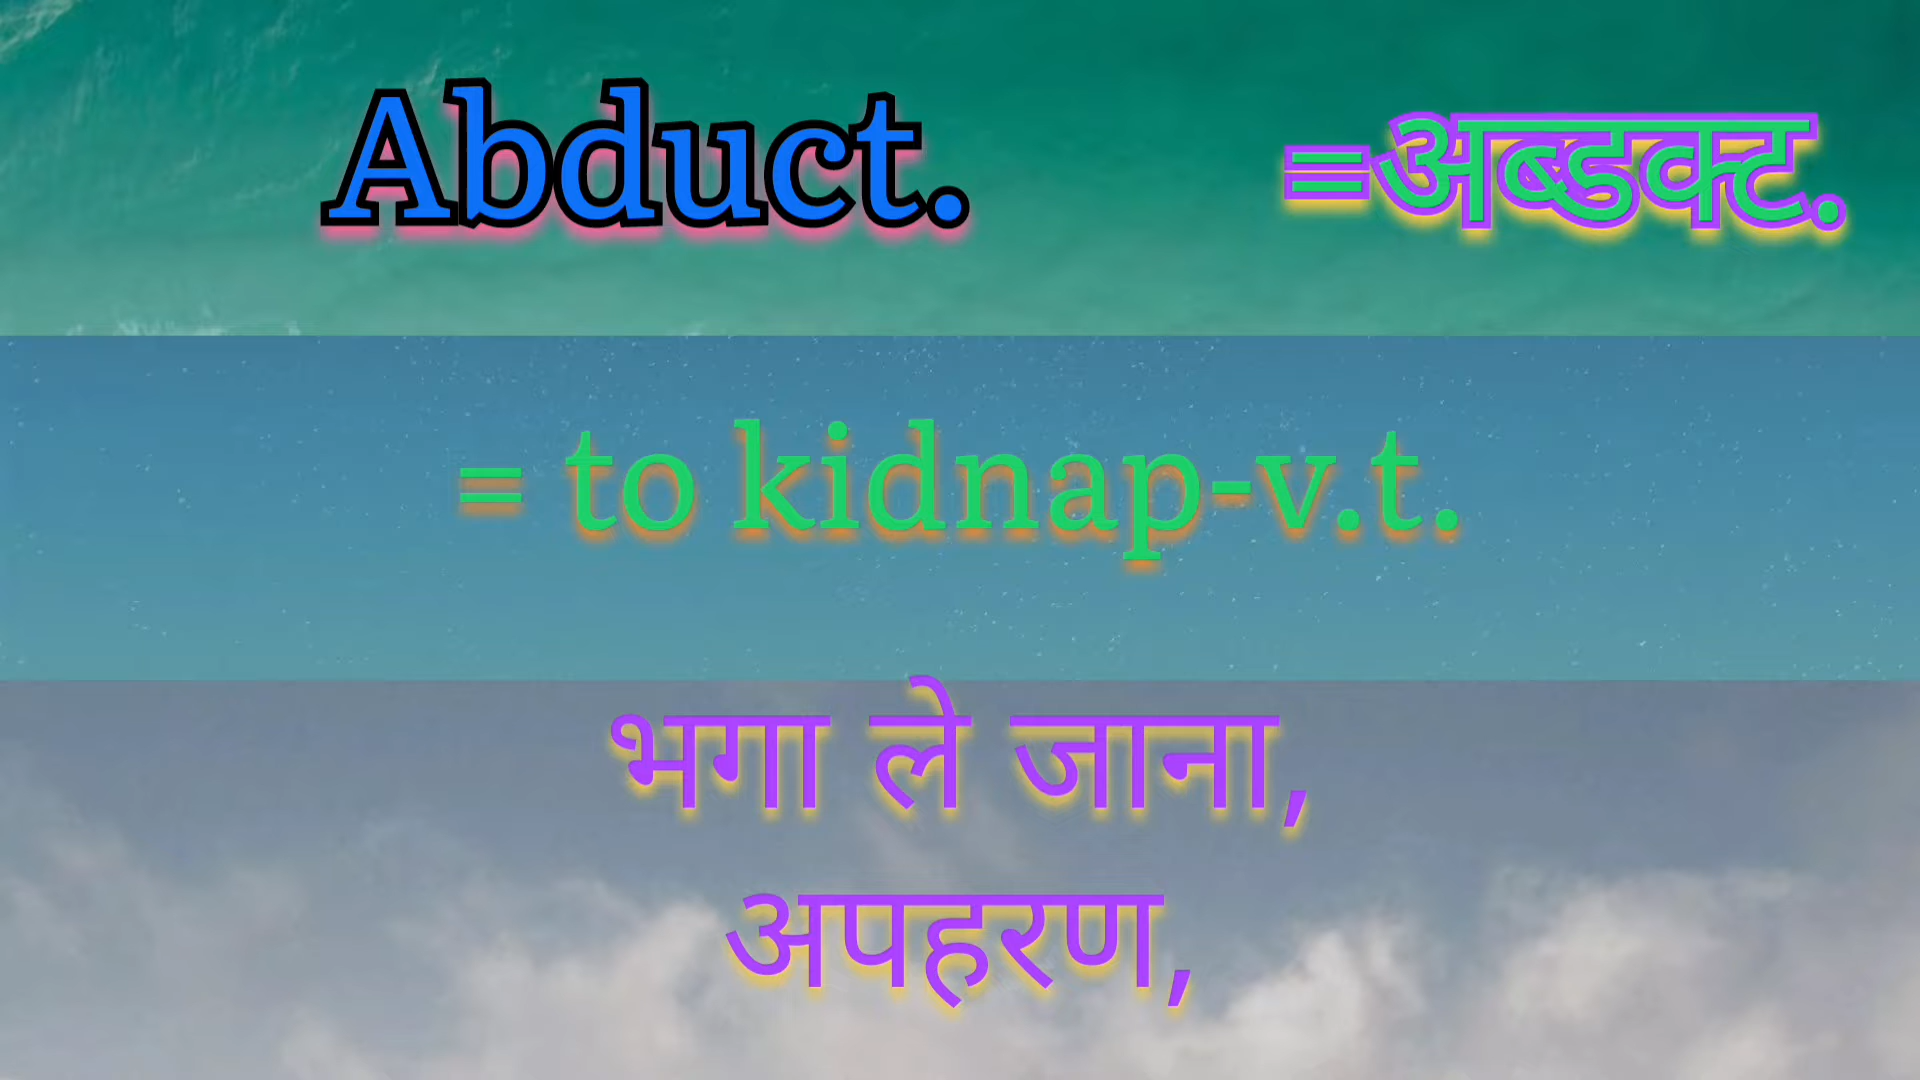 Abduct. =अब्डक्ट.
= to kidnap-v.t.
भगा ले जाना,
अपहरण,